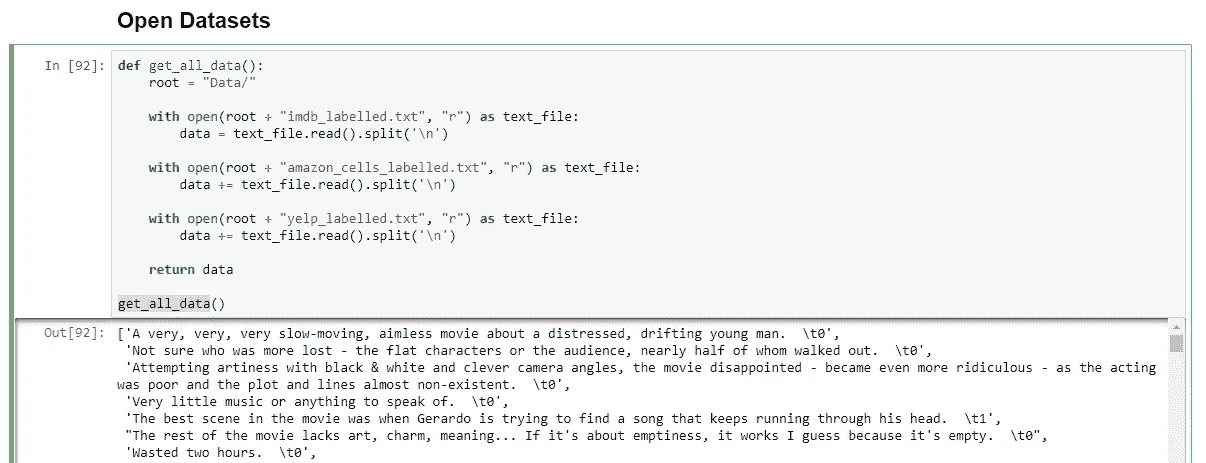 Open Datasets
In [92]: def get_all_data():
root = "Data/"
with open(root + "imdb_labelled.txt", "r") as text_file:
data = text_file.read().split('\n')
with open(root + "amazon_cells_labelled.txt", "r") as text_file:
data += text_file.read().split('\n')
with open(root + "yelp_labelled.txt", "r") as text_file:
data += text_file.read().split('\n')
return data
get_all_data()
Out[92]: ['A very, very, very slow-moving, aimless movie about a distressed, drifting young man.  \t0',
'Not sure who was more lost - the flat characters or the audience, nearly half of whom walked out.  \t0',
'Attempting artiness with black & white and clever camera angles, the movie disappointed - became even more ridiculous - as the acting
was poor and the plot and lines almost non-existent.  \t0',
'Very little music or anything to speak of.  \t0',
'The best scene in the movie was when Gerardo is trying to find a song that keeps running through his head.  \t1',
"The rest of the movie lacks art, charm, meaning... If it's about emptiness, it works I guess because it's empty.  \t0",
'Wasted two hours.  \t0',